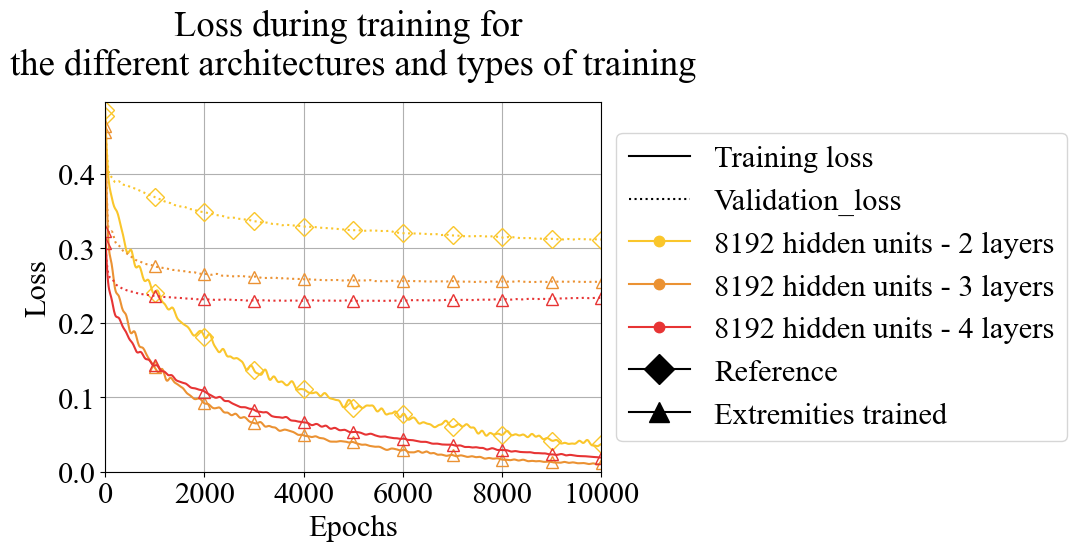 Loss during training for
the different architectures and types of training
Loss
0.4
0.3
0.2
0.1
0.0
0 2000 4000 6000 8000 10000
Epochs
Training loss
Validation_loss
8192 hidden units - 2 layers
8192 hidden units - 3 layers
8192 hidden units - 4 layers
Reference
Extremities trained